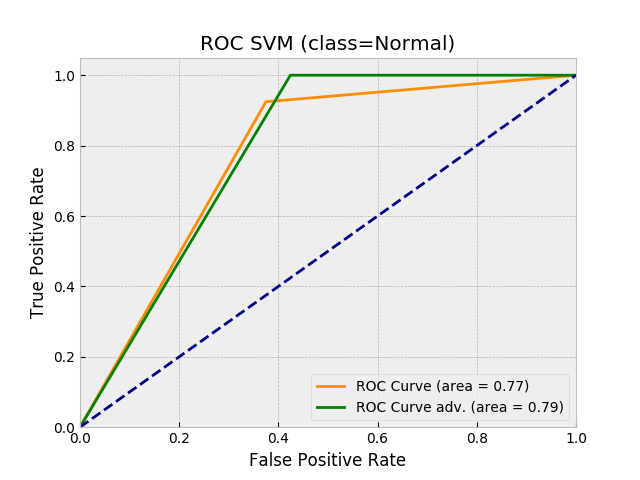 ROC SVM (class=Normal)
1.0
0.8
0.6
0.4
0.2
0.0
True Positive Rate
0.0 0.2 0.4 0.6 0.8 1.0
False Positive Rate
ROC Curve (area = 0.77)
ROC Curve adv. (area = 0.79)